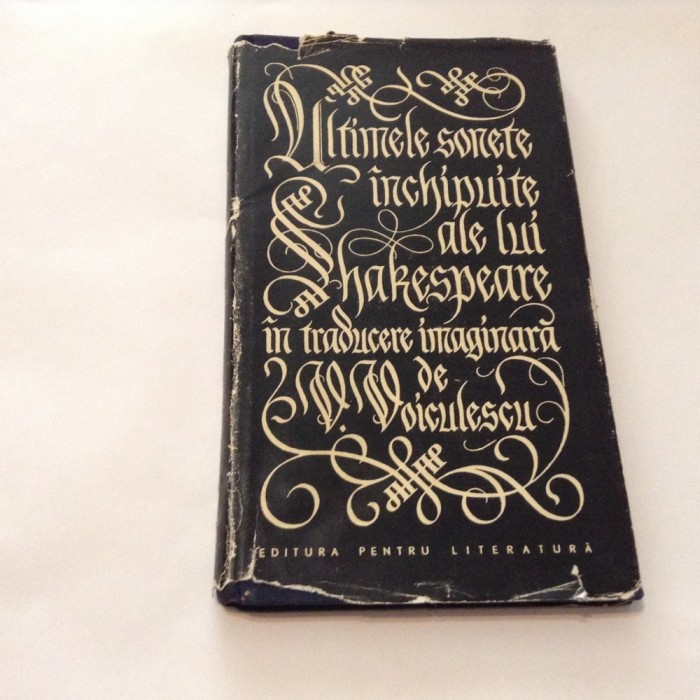 Ultimele sonete
închipuite
ale lui
Shakespeare
în traducere imaginară
de
V. Voiculescu
EDITURA PENTRU LITERATURĂ